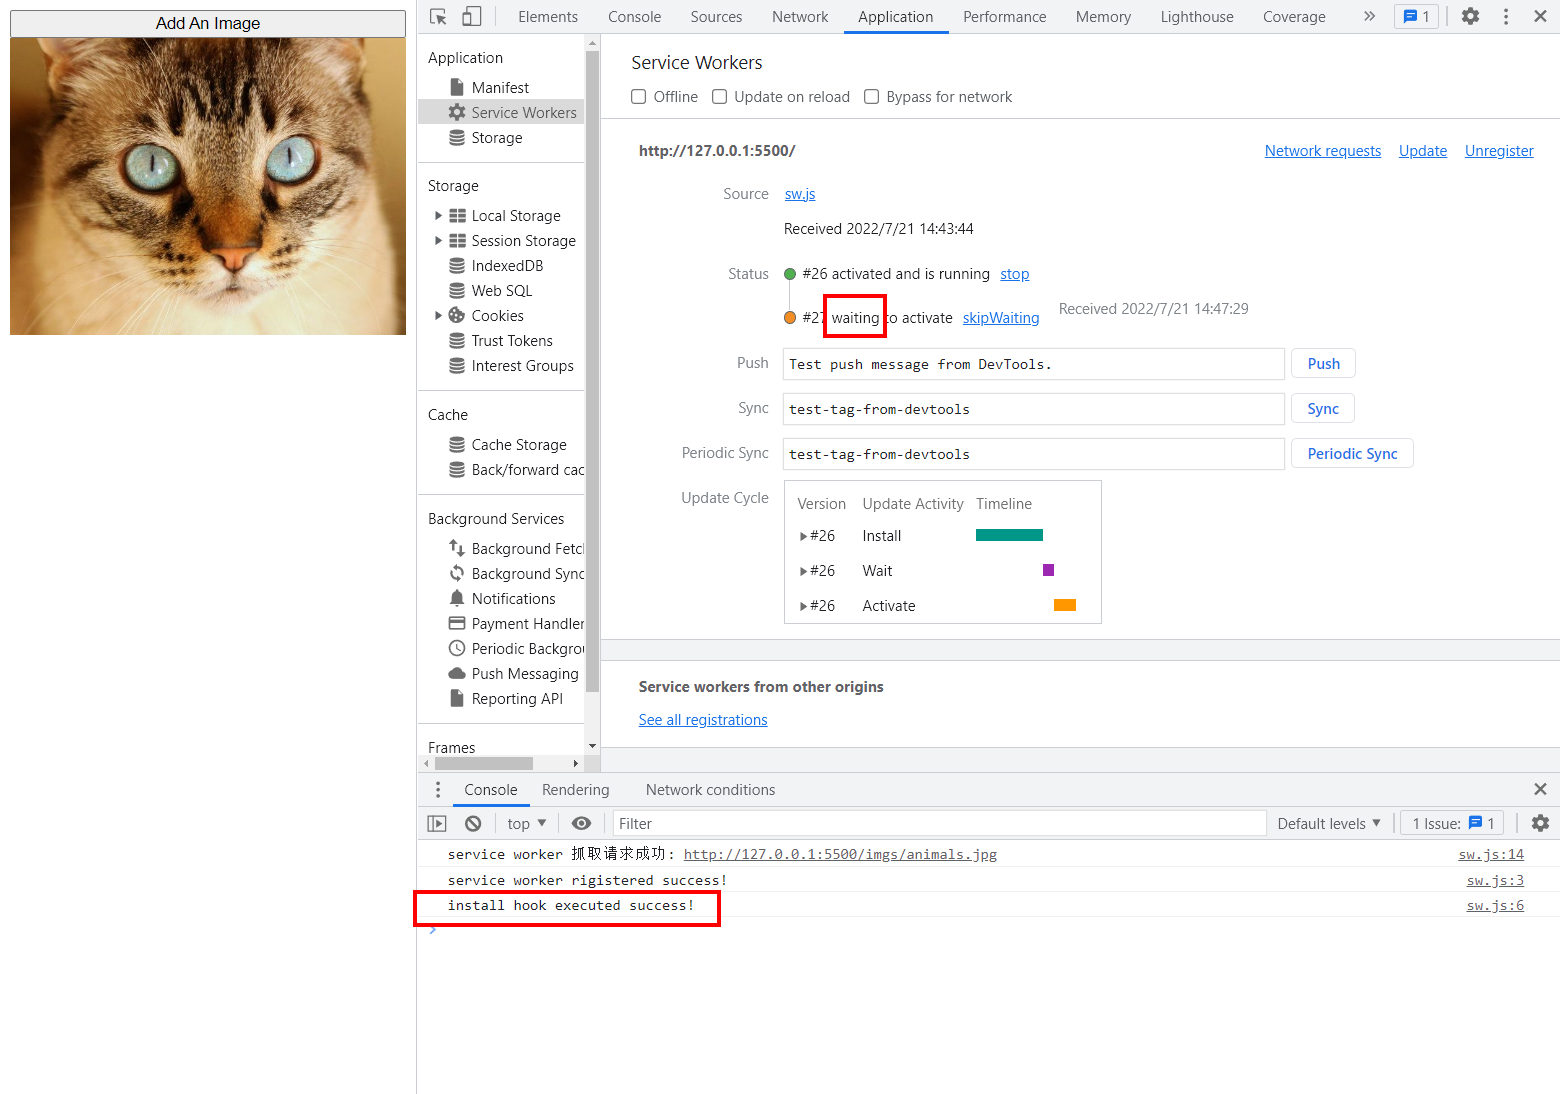 Add An Image
Elements Console Sources Network Application Performance Memory Lighthouse Coverage 1
Application
Manifest
Service Workers
Storage
Storage
Local Storage
Session Storage
IndexedDB
Web SQL
Cookies
Trust Tokens
Interest Groups
Cache
Cache Storage
Back/forward cac
Background Services
Background Fetc
Background Sync
Notifications
Payment Handler
Periodic Backgrou
Push Messaging
Reporting API
Frames
Service Workers
Offline Update on reload Bypass for network
http://127.0.0.1:5500/ Network requests Update Unregister
Source sw.js
Received 2022/7/21 14:43:44
Status #26 activated and is running stop
#27 waiting to activate skipWaiting Received 2022/7/21 14:47:29
Push Test push message from DevTools. Push
Sync test-tag-from-devtools Sync
Periodic Sync test-tag-from-devtools Periodic Sync
Update Cycle Version Update Activity Timeline
#26 Install
#26 Wait
#26 Activate
Service workers from other origins
See all registrations
Console Rendering Network conditions
top Filter Default levels 1 Issue: 1
service worker 抓取请求成功: http://127.0.0.1:5500/imgs/animals.jpg sw.js:14
service worker rigistered success! sw.js:3
install hook executed success! sw.js:6